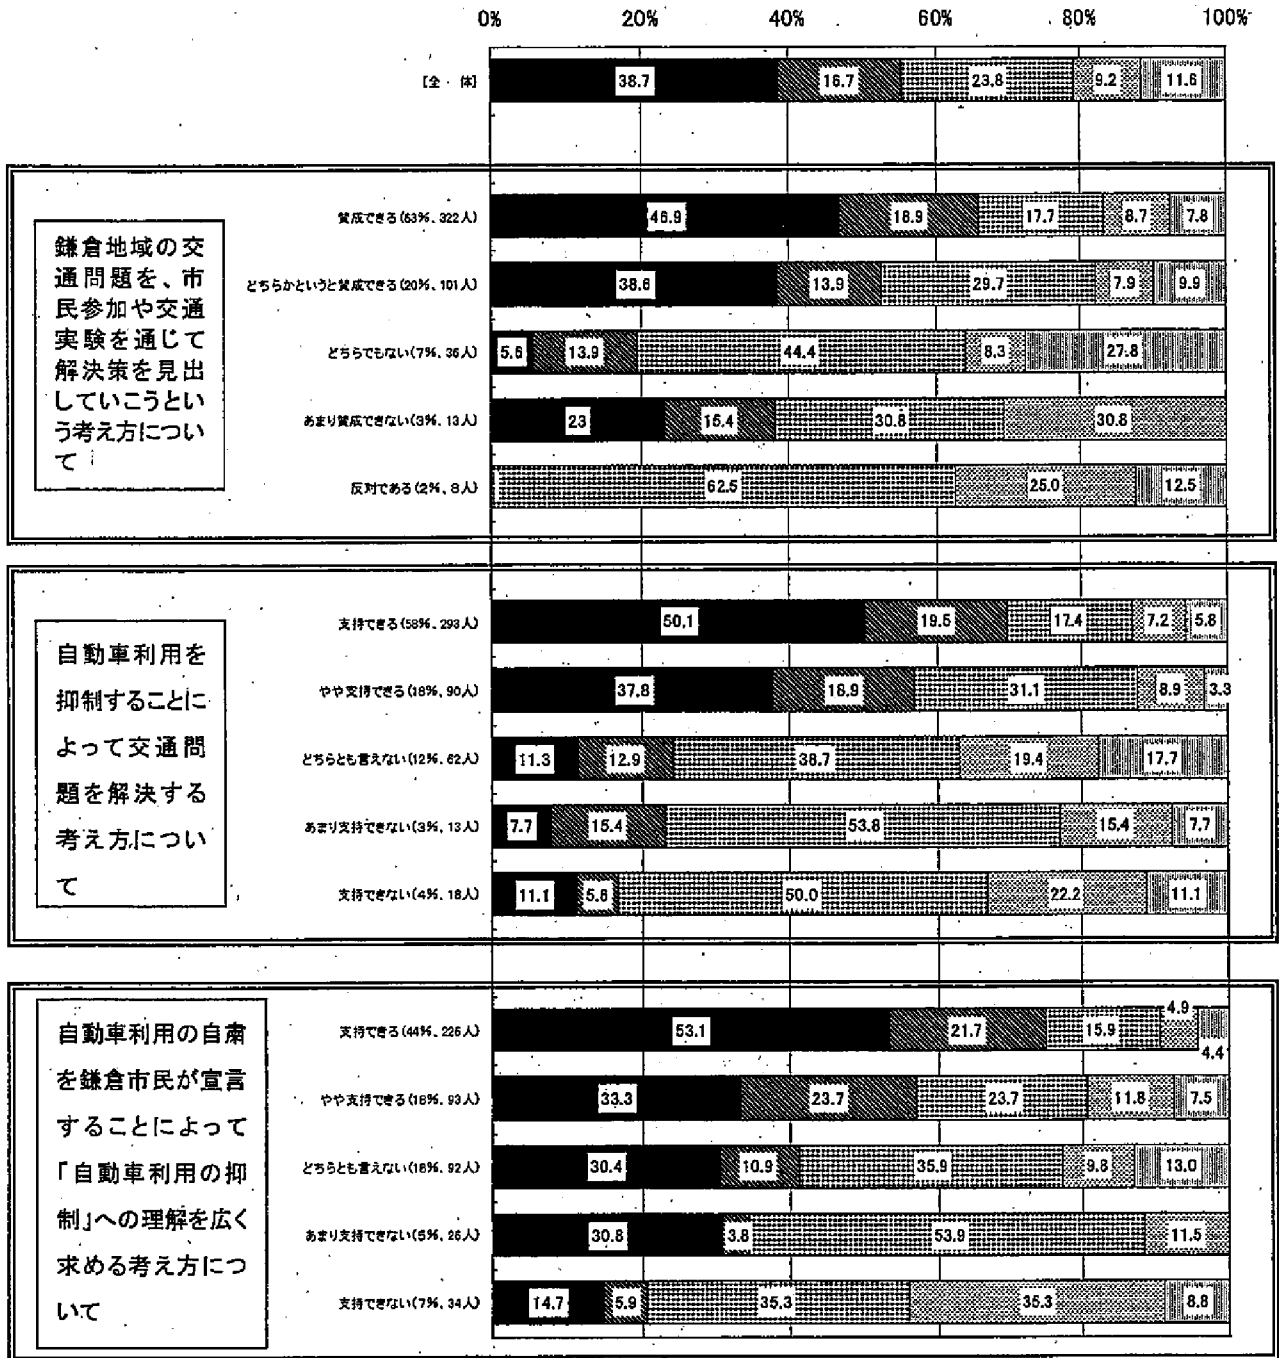 0% 20% 40% 60% 80% 100%
[全体] 38.7 16.7 23.8 9.2 11.6
鎌倉地域の交
通問題を、市
民参加や交通
実験を通じて
解決策を見出
していこうとい
う考え方につい
て
賛成できる(63%、322人) 46.9 18.9 17.7 8.7 7.8
どちらかというと賛成できる(20%、101人) 38.6 13.9 29.7 7.9 9.9
どちらでもない(7%、36人) 5.6 13.9 44.4 8.3 27.8
あまり賛成できない(3%、13人) 23 15.4 30.8 30.8
反対である(2%、8人) 62.5 25.0 12.5
自動車利用を
抑制することに
よって交通問
題を解決する
考え方につい
て
支持できる(58%、293人) 50.1 19.5 17.4 7.2 5.8
やや支持できる(18%、90人) 37.8 18.9 31.1 8.9 3.3
どちらとも言えない(12%、62人) 11.3 12.9 38.7 19.4 17.7
あまり支持できない(3%、13人) 7.7 15.4 53.8 15.4 7.7
支持できない(4%、18人) 11.1 5.6 50.0 22.2 11.1
自動車利用の自粛
を鎌倉市民が宣言
することによって
「自動車利用の抑
制」への理解を広く
求める考え方につ
いて
支持できる(44%、226人) 53.1 21.7 15.9 4.9 4.4
やや支持できる(18%、93人) 33.3 23.7 23.7 11.8 7.5
どちらとも言えない(18%、92人) 30.4 10.9 35.9 9.8 13.0
あまり支持できない(5%、26人) 30.8 3.8 53.9 11.5
支持できない(7%、34人) 14.7 5.9 35.3 35.3 8.8